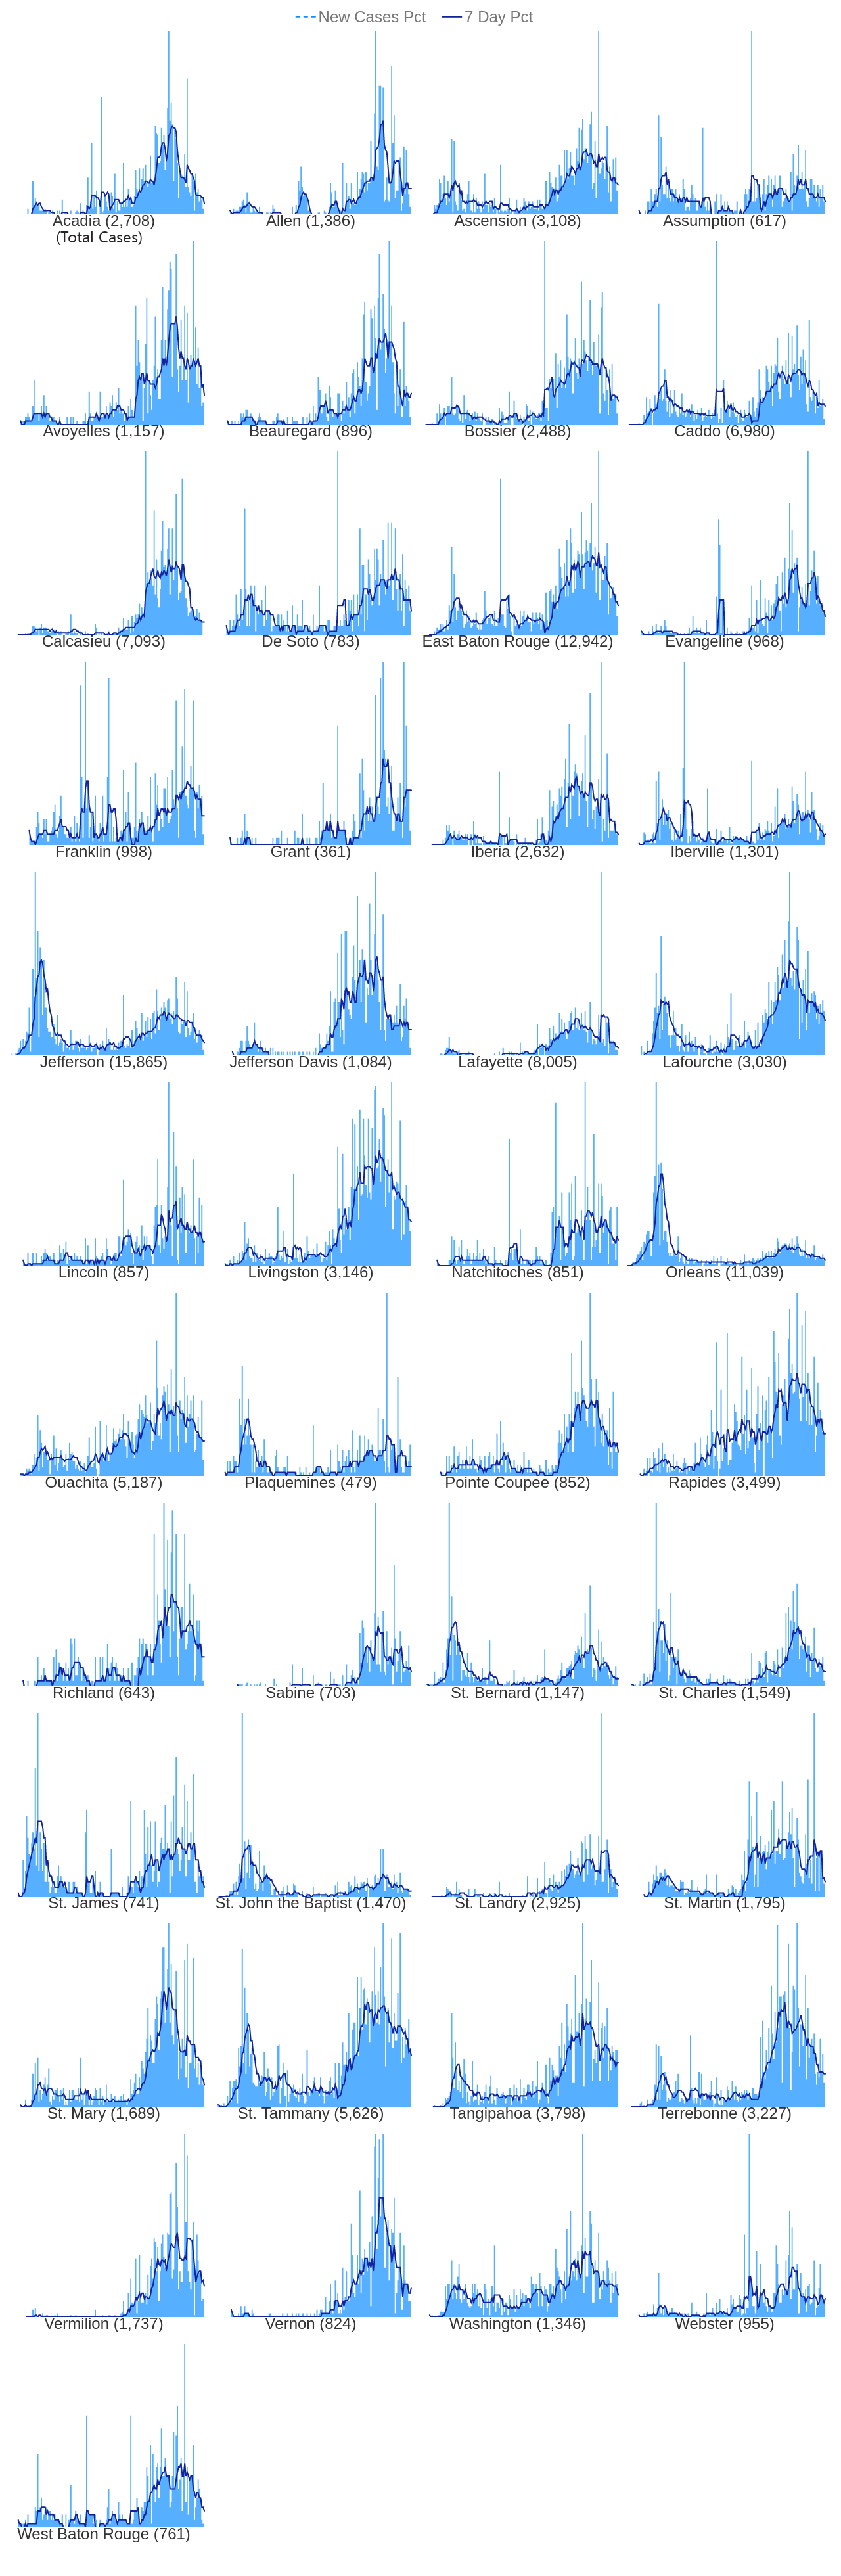 New Cases Pct 7 Day Pct
Acadia (2,708) Allen (1,386) Ascension (3,108) Assumption (617)
(Total Cases)
Avoyelles (1,157) Beauregard (896) Bossier (2,488) Caddo (6,980)
Calcasieu (7,093) De Soto (783) East Baton Rouge (12,942) Evangeline (968)
Franklin (998) Grant (361) Iberia (2,632) Iberville (1,301)
Jefferson (15,865) Jefferson Davis (1,084) Lafayette (8,005) Lafourche (3,030)
Lincoln (857) Livingston (3,146) Natchitoches (851) Orleans (11,039)
Ouachita (5,187) Plaquemines (479) Pointe Coupee (852) Rapides (3,499)
Richland (643) Sabine (703) St. Bernard (1,147) St. Charles (1,549)
St. James (741) St. John the Baptist (1,470) St. Landry (2,925) St. Martin (1,795)
St. Mary (1,689) St. Tammany (5,626) Tangipahoa (3,798) Terrebonne (3,227)
Vermilion (1,737) Vernon (824) Washington (1,346) Webster (955)
West Baton Rouge (761)